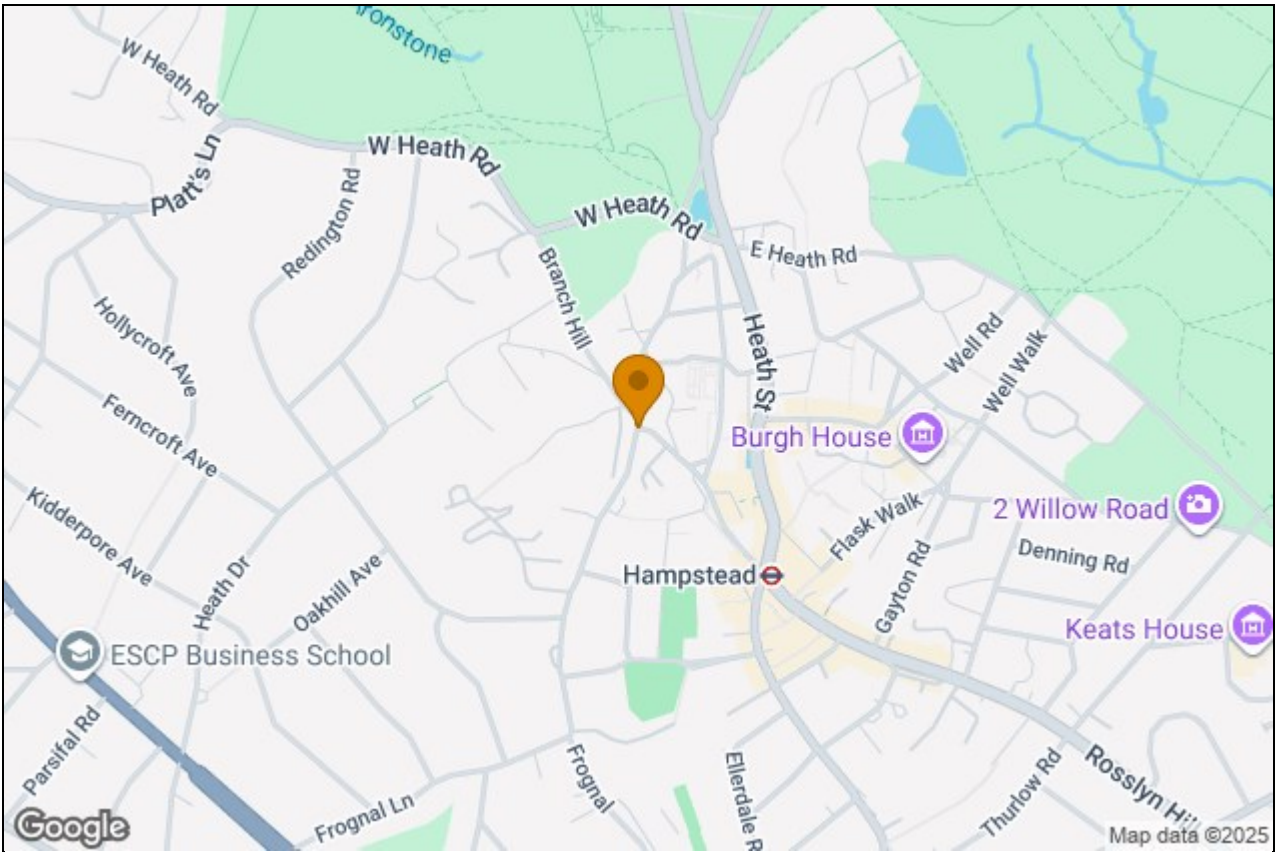 W Heath Rd
Platt's Ln
W Heath Rd
W Heath Rd
E Heath Rd
Redington Rd
Branch Hill
Heath St
Well Rd
Well Walk
Hollycroft Ave
Ferncroft Ave
Kidderpore Ave
Burgh House
2 Willow Road
Flask Walk
Denning Rd
Hampstead
Gayton Rd
Keats House
Heath Dr
Oakhill Ave
ESCP Business School
Parsifal Rd
Frognal
Frognal Ln
Thurlow Rd
Google
Map data ©2025